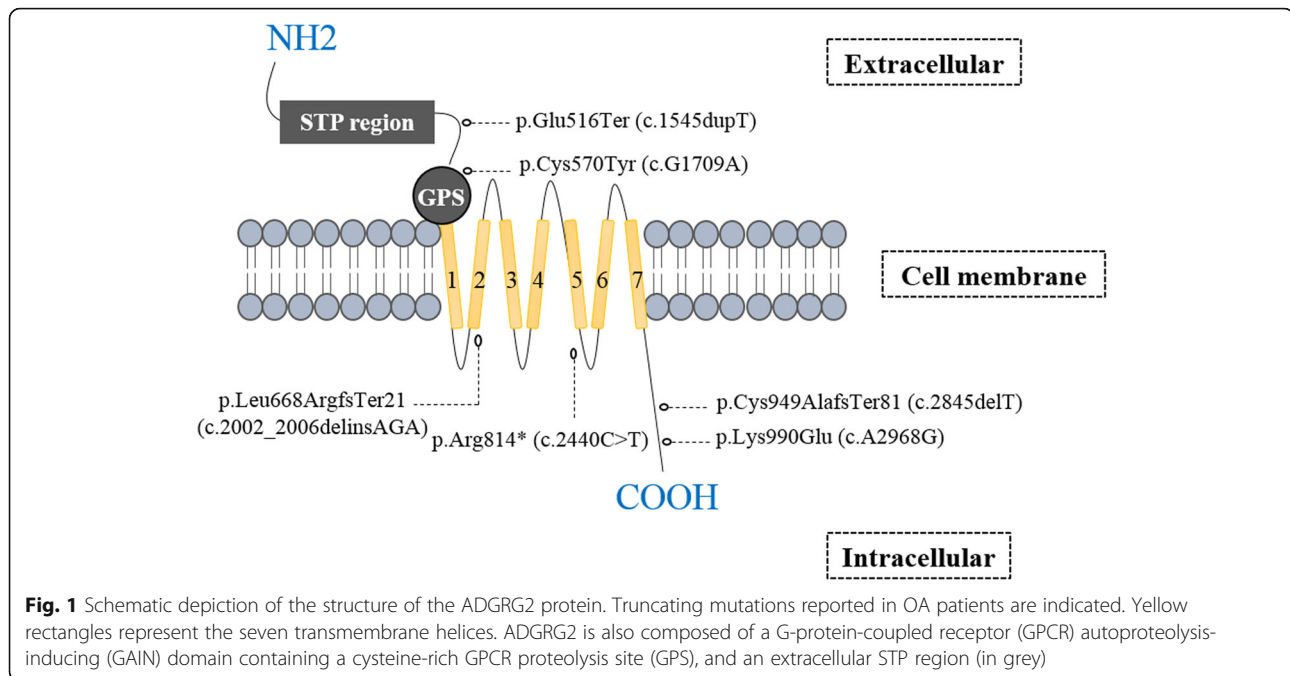 NH2
Extracellular
STP region
p.Glu516Ter (c.1545dupT)
p.Cys570Tyr (c.G1709A)
GPS
1 2 3 4 5 6 7
Cell membrane
p.Leu668ArgfsTer21
(c.2002_2006delinsAGA)
p.Arg814* (c.2440C>T)
p.Cys949AlafsTer81 (c.2845delT)
p.Lys990Glu (c.A2968G)
COOH
Intracellular
Fig. 1 Schematic depiction of the structure of the ADGRG2 protein. Truncating mutations reported in OA patients are indicated. Yellow
rectangles represent the seven transmembrane helices. ADGRG2 is also composed of a G-protein-coupled receptor (GPCR) autoproteolysis-
inducing (GAIN) domain containing a cysteine-rich GPCR proteolysis site (GPS), and an extracellular STP region (in grey)